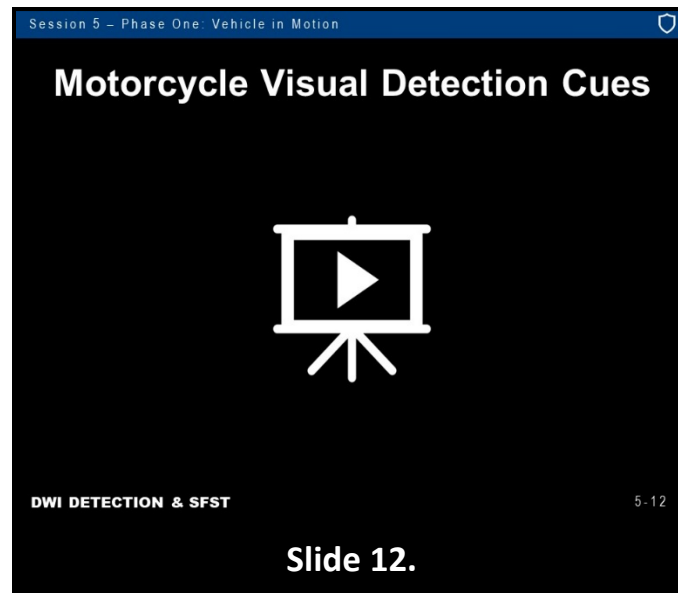 Session 5 – Phase One: Vehicle in Motion
Motorcycle Visual Detection Cues
DWI DETECTION & SFST
5-12
Slide 12.